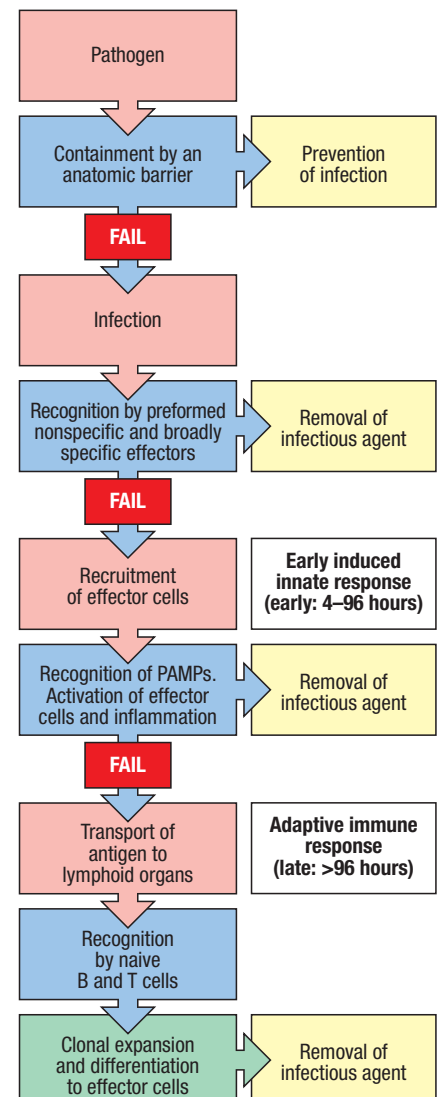 Pathogen
Containment by an
anatomic barrier
Prevention
of infection
FAIL
Infection
Recognition by preformed
nonspecific and broadly
specific effectors
Removal of
infectious agent
FAIL
Recruitment
of effector cells
Early induced
innate response
(early: 4–96 hours)
Recognition of PAMPs.
Activation of effector
cells and inflammation
Removal of
infectious agent
FAIL
Transport of
antigen to
lymphoid organs
Adaptive immune
response
(late: >96 hours)
Recognition
by naive
B and T cells
Clonal expansion
and differentiation
to effector cells
Removal of
infectious agent